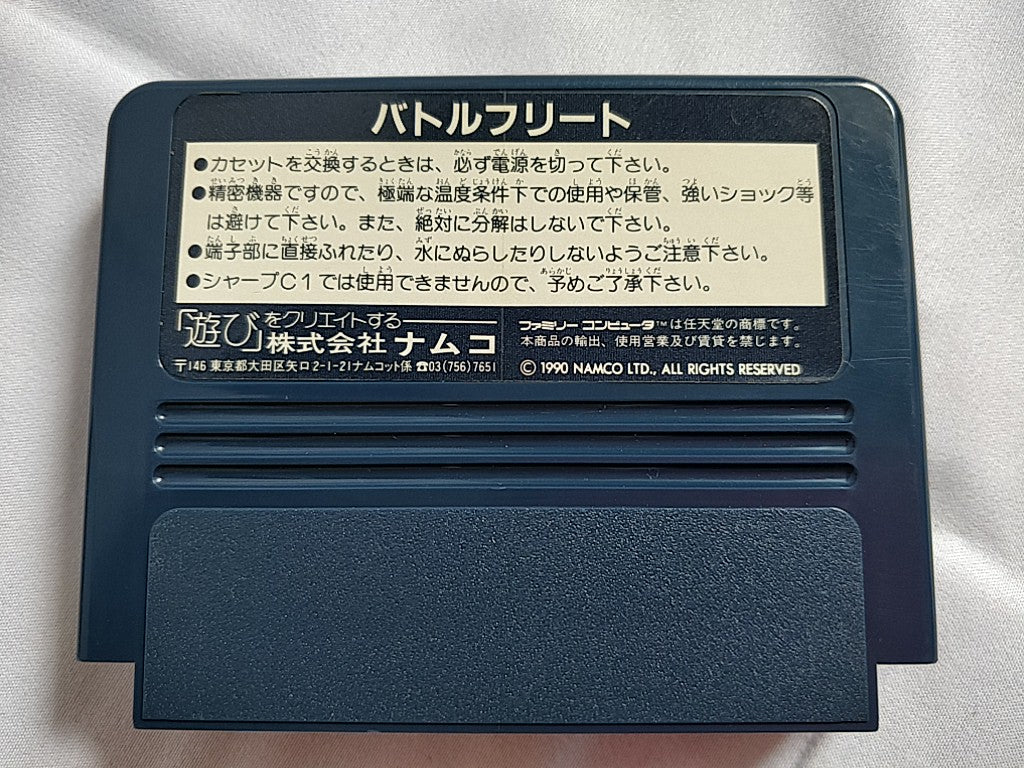 バトルフリート
●カセットを交換するときは、必ず電源を切って下さい。
●精密機器ですので、極端な温度条件下での使用や保管、強いショック等
は避けて下さい。また、絶対に分解はしないで下さい。
●端子部に直接ふれたり、水にぬらしたりしないようご注意下さい。
●シャープC1では使用できませんので、予めご了承下さい。
「遊び」をクリエイトする
株式会社 ナムコ
〒146 東京都大田区矢口2-1-21ナムコット係 ☎03(756)7651
ファミリー コンピュータ™は任天堂の商標です。
本商品の輸出、使用営業及び賃貸を禁じます。
© 1990 NAMCO LTD., ALL RIGHTS RESERVED